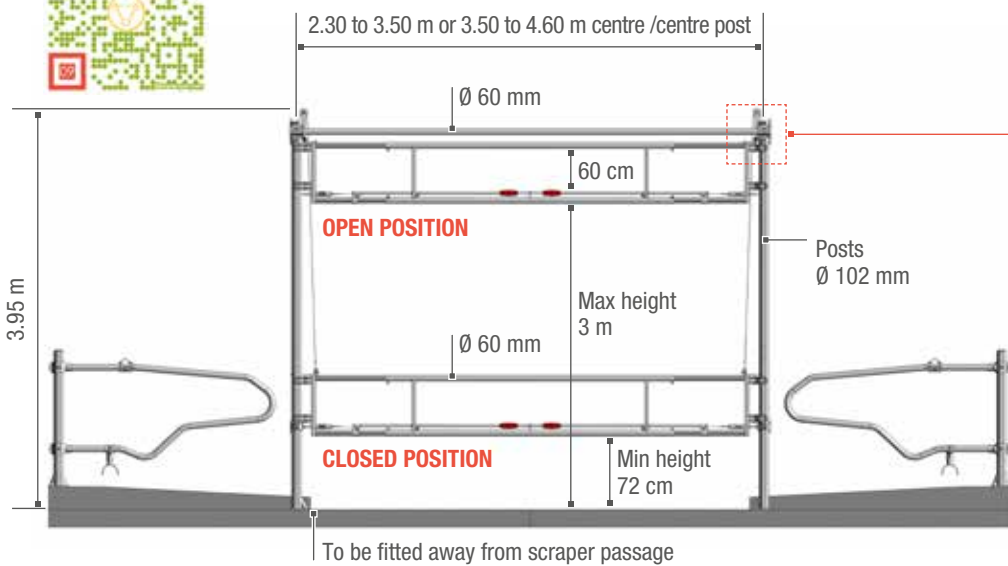 2.30 to 3.50 m or 3.50 to 4.60 m centre /centre post
Ø 60 mm
60 cm
OPEN POSITION
Posts
Ø 102 mm
Max height
3 m
3.95 m
Ø 60 mm
CLOSED POSITION
Min height
72 cm
To be fitted away from scraper passage